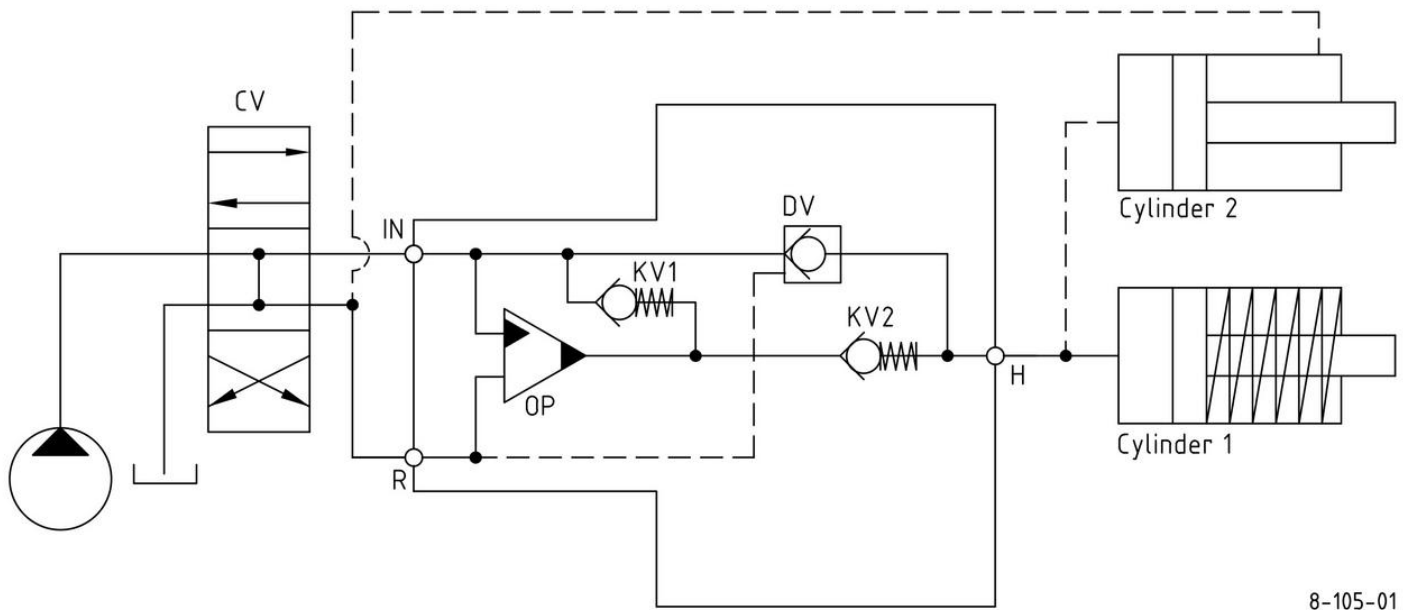 CV
IN
DV
Cylinder 2
KV1
KV2
OP
H
R
Cylinder 1
8-105-01